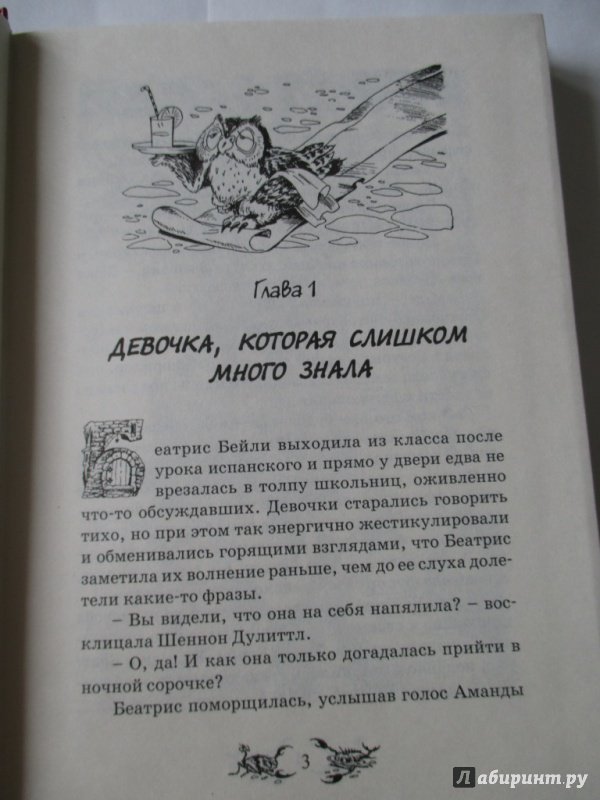 Глава 1
ДЕВОЧКА, КОТОРАЯ СЛИШКОМ
МНОГО ЗНАЛА
Беатрис Бейли выходила из класса после
урока испанского и прямо у двери едва не
врезалась в толпу школьниц, оживленно
что-то обсуждавших. Девочки старались говорить
тихо, но при этом так энергично жестикулировали
и обменивались горящими взглядами, что Беатрис
заметила их волнение раньше, чем до ее слуха доле-
тели какие-то фразы.
– Вы видели, что она на себя напялила? – вос-
клицала Шеннон Дулиттл.
– О, да! И как она только догадалась прийти в
ночной сорочке?
Беатрис поморщилась, услышав голос Аманды
3
Лабиринт.ру